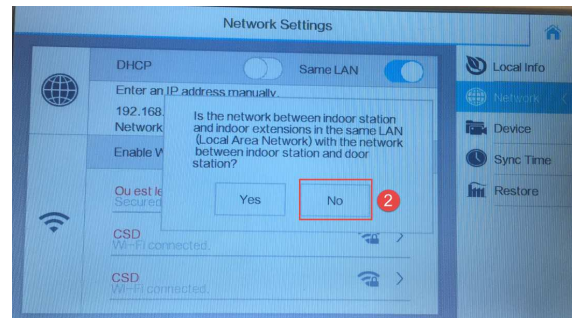 Network Settings
DHCP
Same LAN
Enter an IP address manually.
192.168.
Network
Enable
Is the network between indoor station
and indoor extensions in the same LAN
(Local Area Network) with the network
between indoor station and door
station?
Yes
No
2
Ou est le
Secured
CSD
Wi-Fi connected.
CSD
Wi-Fi connected.
Local Info
Network
Device
Sync Time
Restore